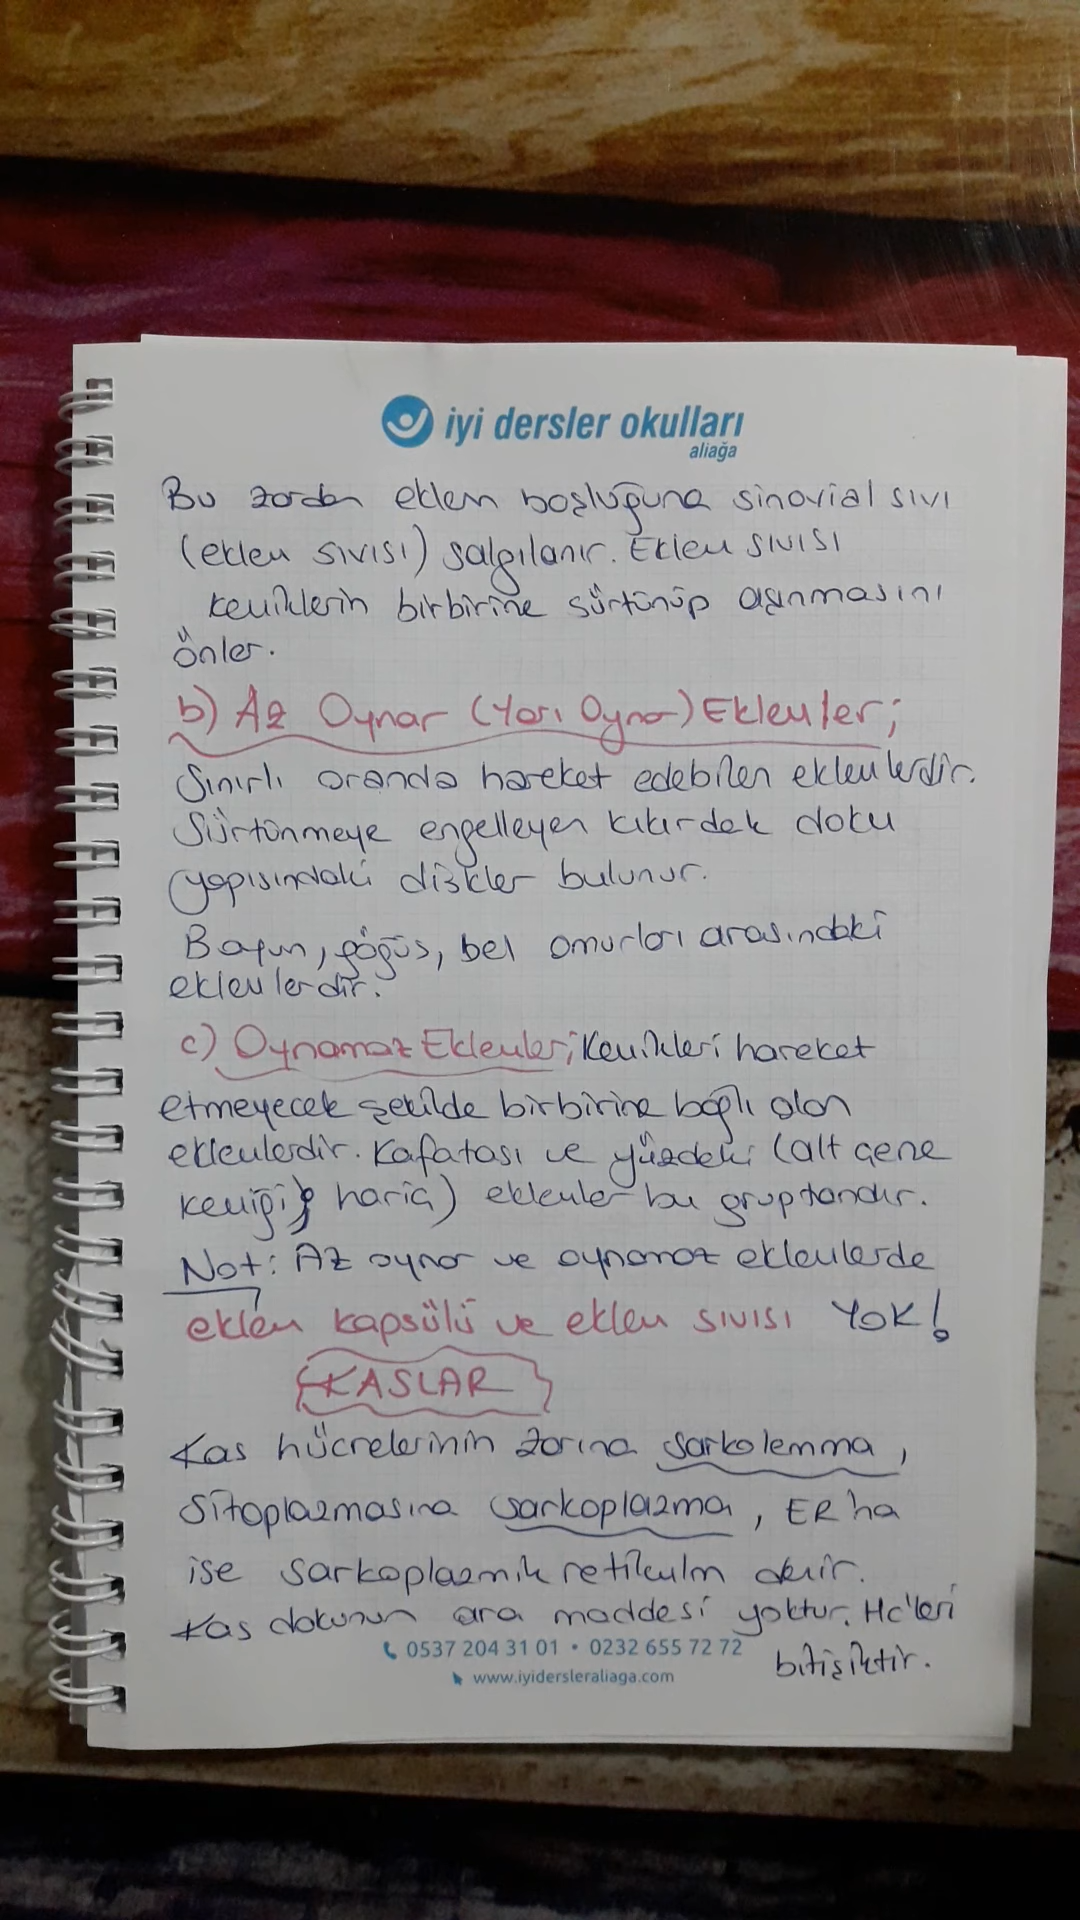 iyi dersler okulları
aliağa
Bu zardan eklem boşluğuna sinovial sıvı
(eklem sıvısı) salgılanır. Eklem sıvısı
kemiklerin birbirine sürtünüp aşınmasını
önler.
b) Az Oynar (Yarı Oynar) Eklemler;
Sınırlı oranda hareket edebilen eklemlerdir.
Sürtünmeye engelleyen kıkırdak doku
yapısındaki diskler bulunur.
Boyun, göğüs, bel omurları arasındaki
eklemlerdir.
c) Oynamaz Eklemler; Kemikleri hareket
etmeyecek şekilde birbirine bağlı olan
eklemlerdir. Kafatası ve yüzdeki (alt çene
kemiği hariç) eklemler bu gruptandır.
Not: Az oynar ve oynamaz eklemlerde
eklem kapsülü ve eklem sıvısı YOK!
KASLAR
Kas hücrelerinin zarına sarkolemma,
Sitoplazmasına sarkoplazma, ER'na
ise sarkoplazmik retikulm denir.
Kas dokunun ara maddesi yoktur. Hc'leri
bitişiktir.
0537 204 31 01 • 0232 655 72 72
www.iyidersleraliaga.com